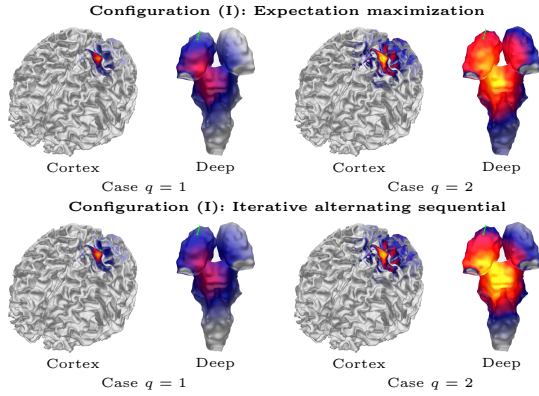 Configuration (I): Expectation maximization
Cortex Deep Cortex Deep
Case q = 1 Case q = 2
Configuration (I): Iterative alternating sequential
Cortex Deep Cortex Deep
Case q = 1 Case q = 2